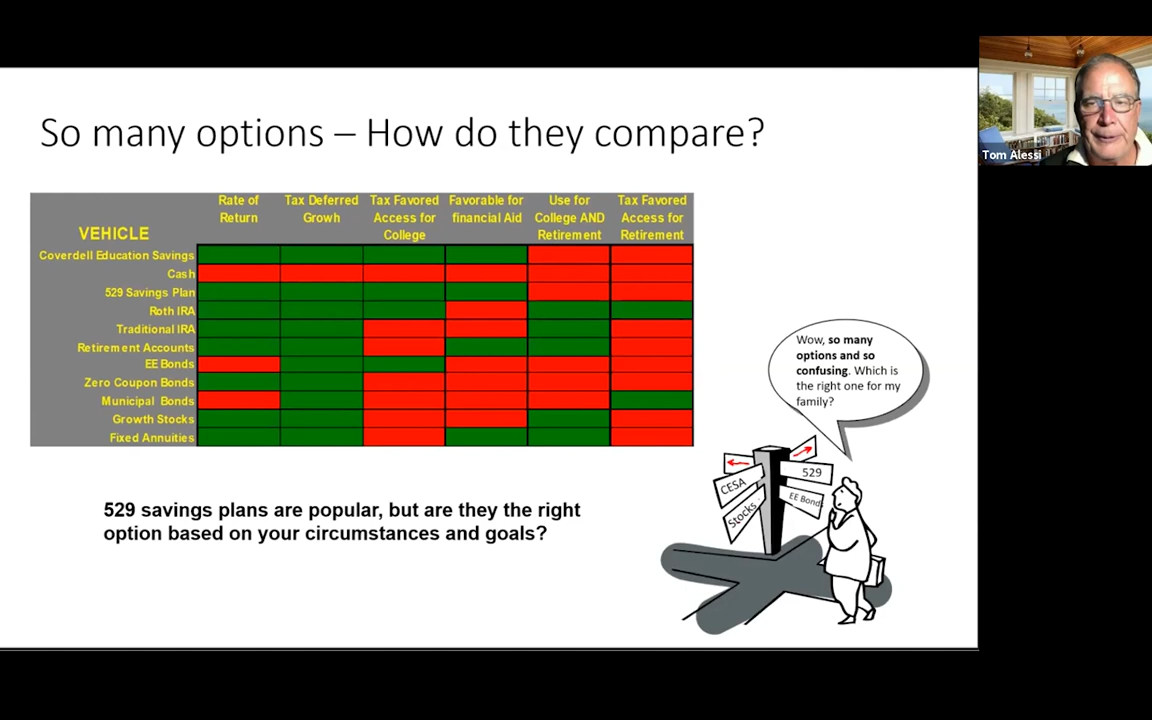 So many options – How do they compare?
Tom Alessi
VEHICLE
Rate of
Return
Tax Deferred
Growth
Tax Favored
Access for
College
Favorable for
financial Aid
Use for
College AND
Retirement
Tax Favored
Access for
Retirement
Coverdell Education Savings
Cash
529 Savings Plan
Roth IRA
Traditional IRA
Retirement Accounts
EE Bonds
Zero Coupon Bonds
Municipal Bonds
Growth Stocks
Fixed Annuities
Wow, so many
options and so
confusing. Which is
the right one for my
family?
529
CESA
EE Bonds
Stocks
529 savings plans are popular, but are they the right
option based on your circumstances and goals?